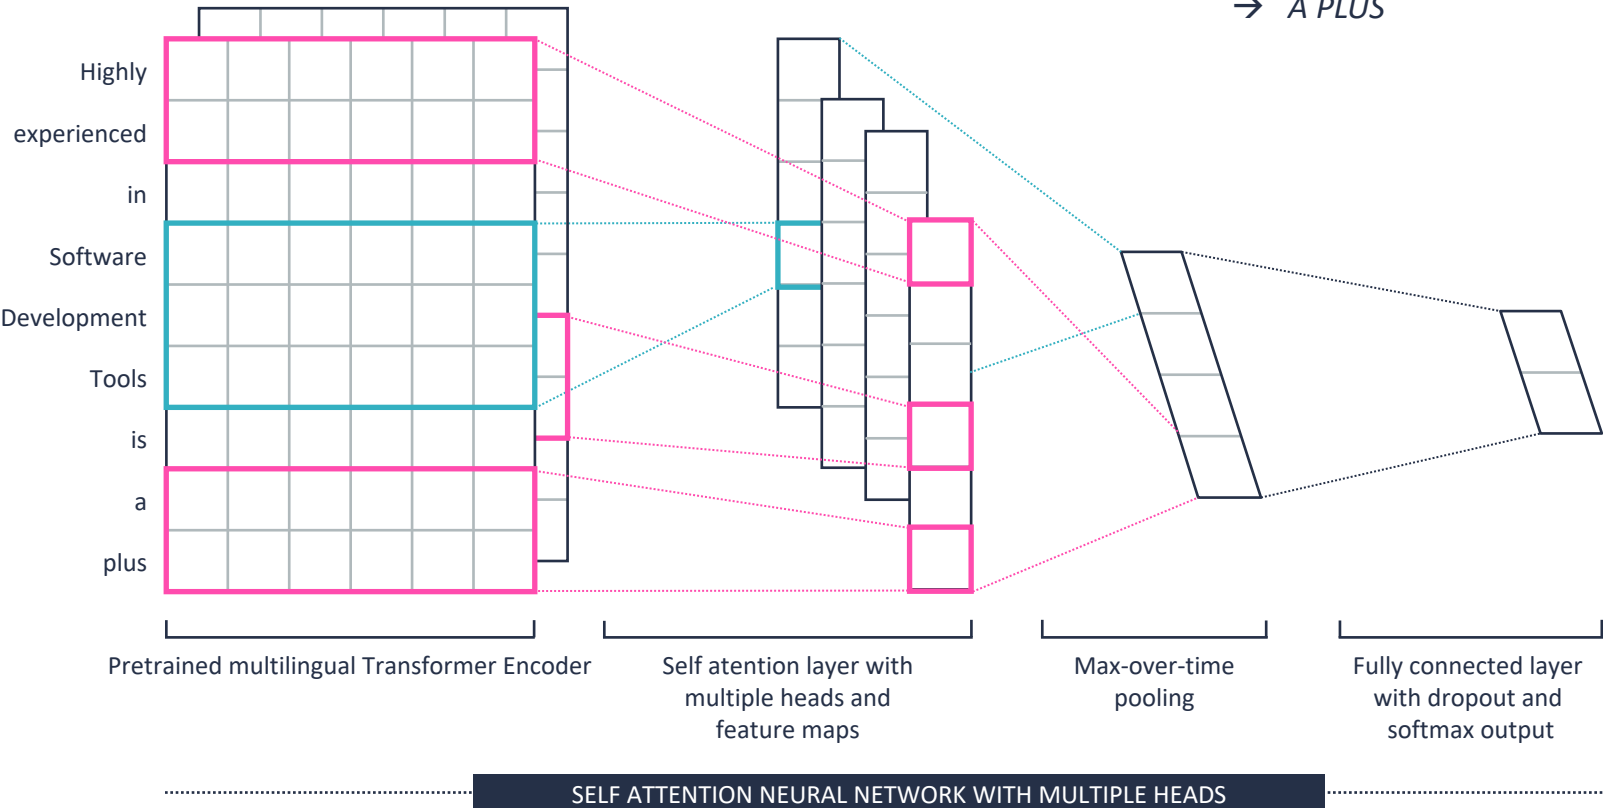 → A PLUS
Highly
experienced
in
Software
Development
Tools
is
a
plus
Pretrained multilingual Transformer Encoder
Self atention layer with
multiple heads and
feature maps
Max-over-time
pooling
Fully connected layer
with dropout and
softmax output
SELF ATTENTION NEURAL NETWORK WITH MULTIPLE HEADS